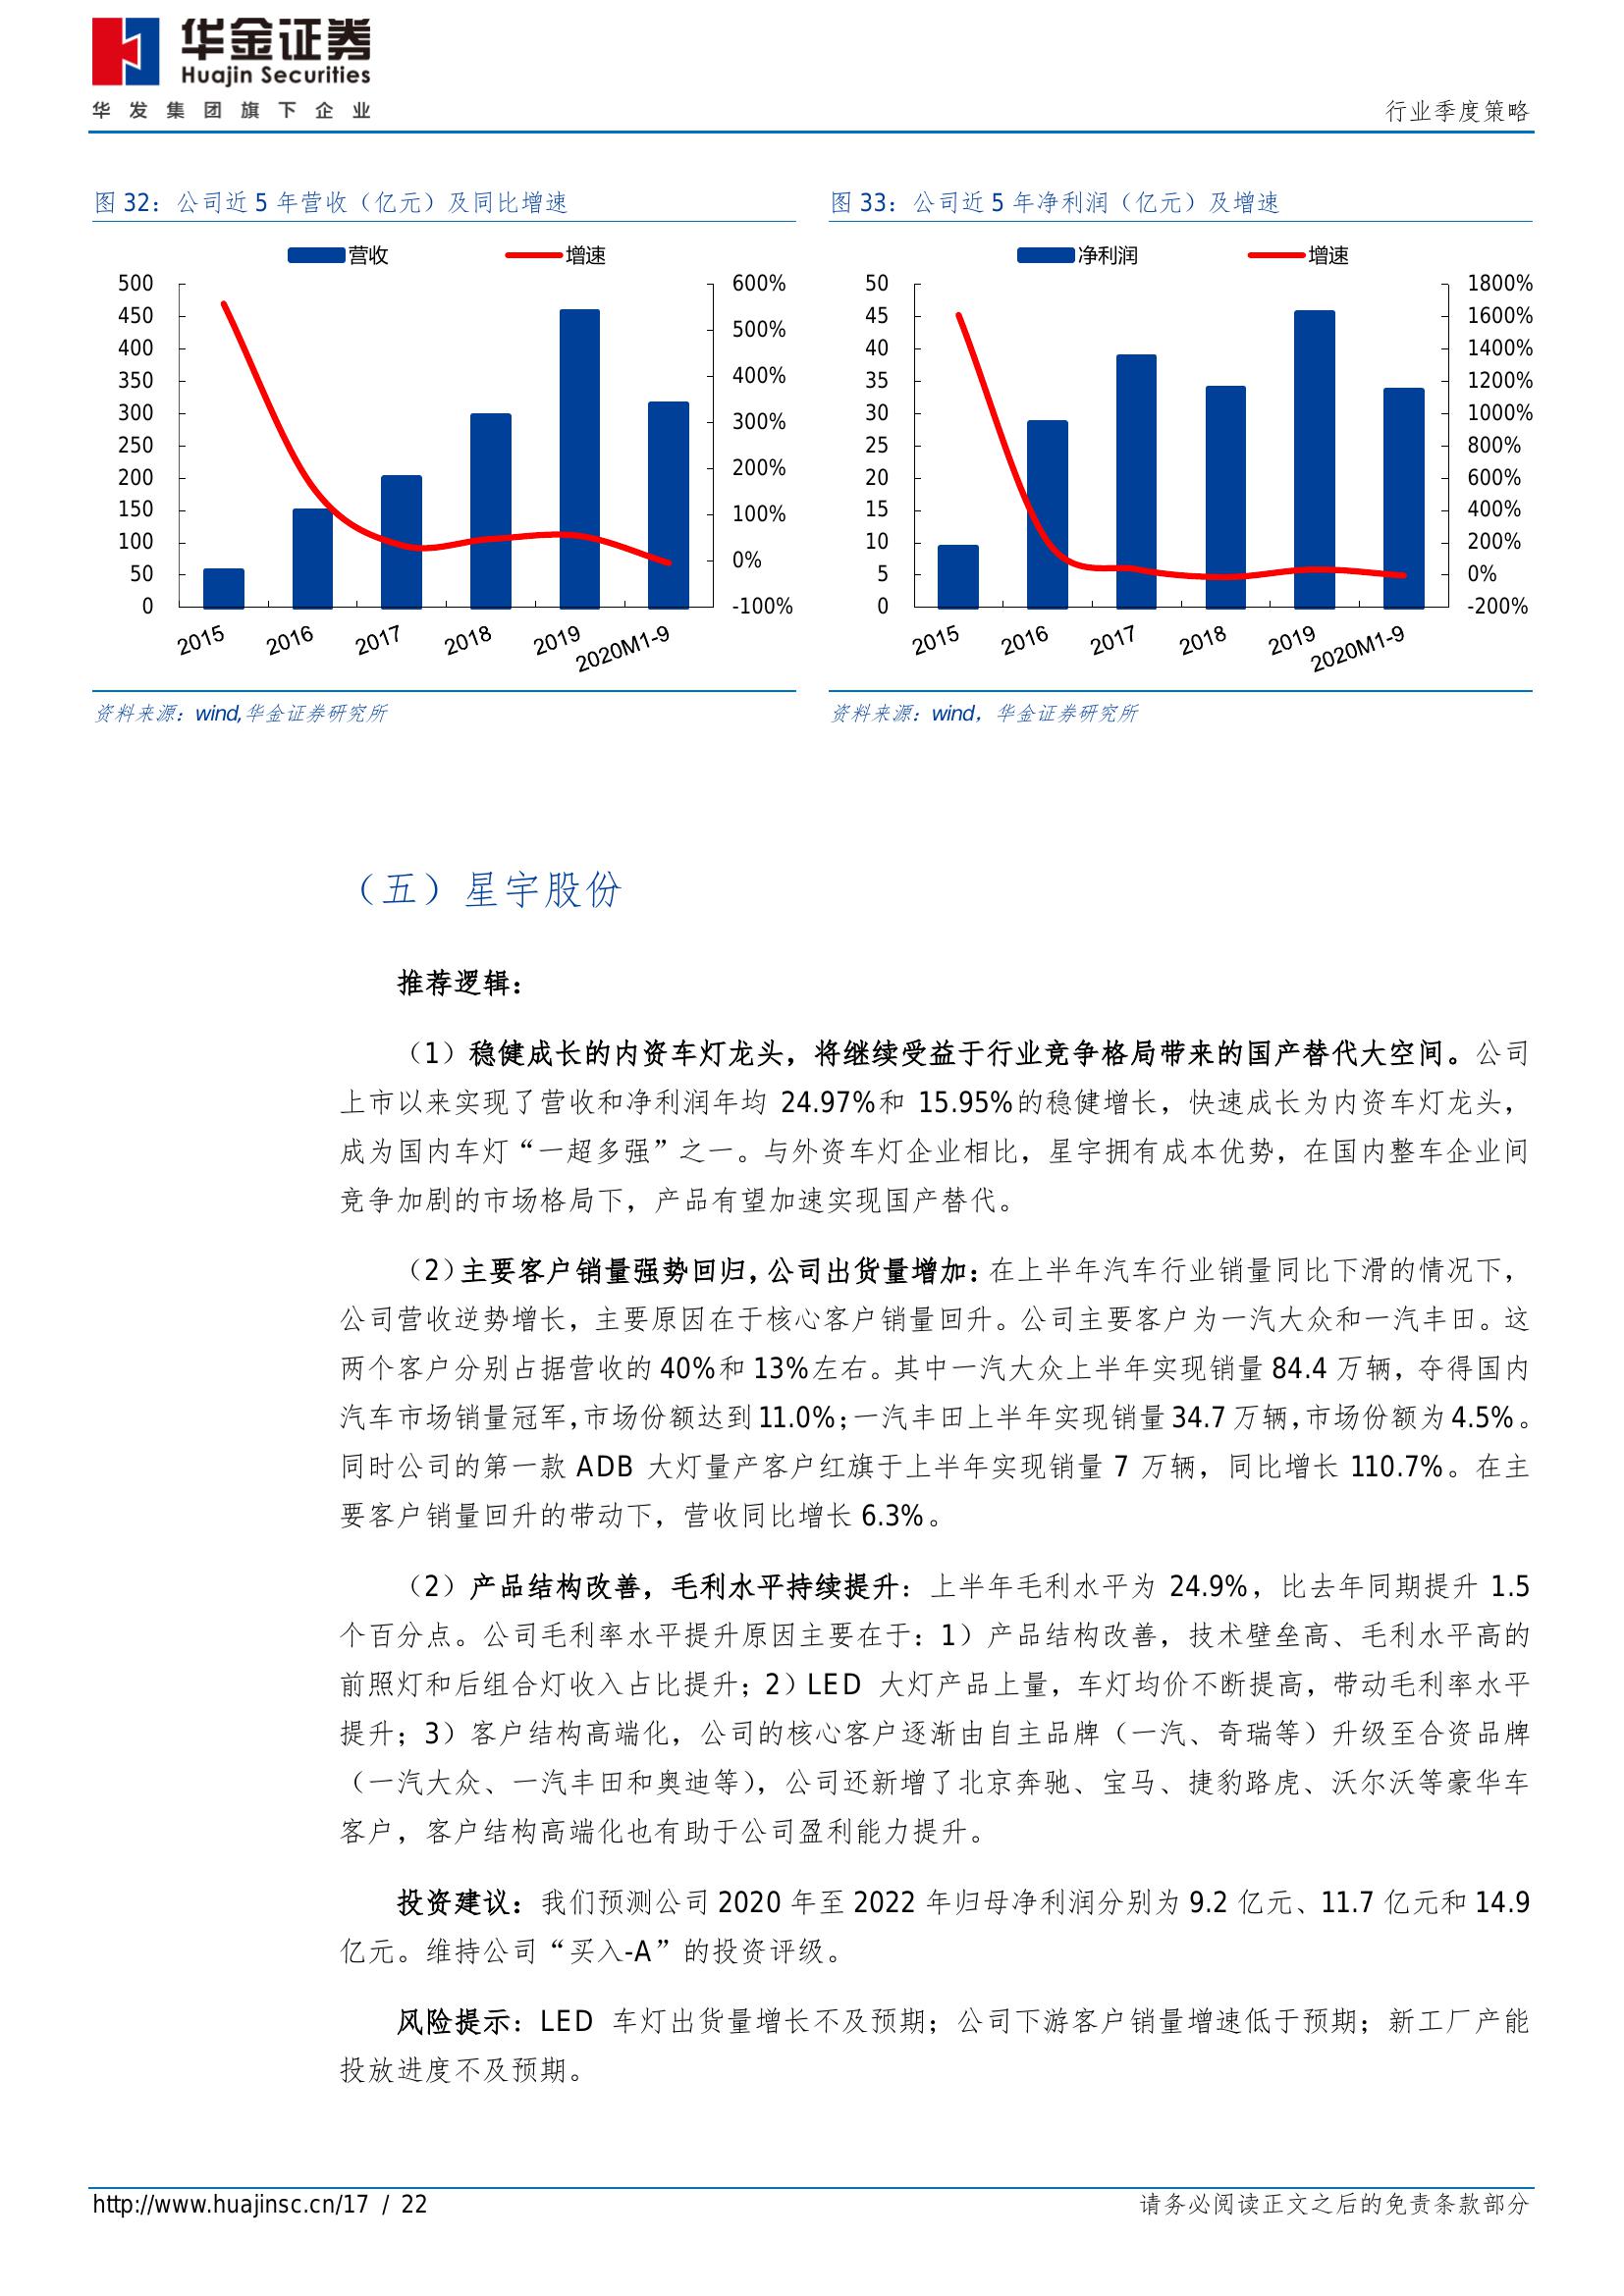 华金证券
Huajin Securities
华发集团旗下企业
行业季度策略
图 32：公司近 5 年营收（亿元）及同比增速
营收 增速
500
450
400
350
300
250
200
150
100
50
0
600%
500%
400%
300%
200%
100%
0%
-100%
2015 2016 2017 2018 2019 2020M1-9
资料来源：wind,华金证券研究所
图 33：公司近 5 年净利润（亿元）及增速
净利润 增速
50
45
40
35
30
25
20
15
10
5
0
1800%
1600%
1400%
1200%
1000%
800%
600%
400%
200%
0%
-200%
2015 2016 2017 2018 2019 2020M1-9
资料来源：wind，华金证券研究所
（五）星宇股份
推荐逻辑：
（1）稳健成长的内资车灯龙头，将继续受益于行业竞争格局带来的国产替代大空间。公司
上市以来实现了营收和净利润年均 24.97%和 15.95%的稳健增长，快速成长为内资车灯龙头，
成为国内车灯“一超多强”之一。与外资车灯企业相比，星宇拥有成本优势，在国内整车企业间
竞争加剧的市场格局下，产品有望加速实现国产替代。
（2）主要客户销量强势回归，公司出货量增加：在上半年汽车行业销量同比下滑的情况下，
公司营收逆势增长，主要原因在于核心客户销量回升。公司主要客户为一汽大众和一汽丰田。这
两个客户分别占据营收的 40%和 13%左右。其中一汽大众上半年实现销量 84.4 万辆，夺得国内
汽车市场销量冠军，市场份额达到 11.0%；一汽丰田上半年实现销量 34.7 万辆，市场份额为 4.5%。
同时公司的第一款 ADB 大灯量产客户红旗于上半年实现销量 7 万辆，同比增长 110.7%。在主
要客户销量回升的带动下，营收同比增长 6.3%。
（2）产品结构改善，毛利水平持续提升：上半年毛利水平为 24.9%，比去年同期提升 1.5
个百分点。公司毛利率水平提升原因主要在于：1）产品结构改善，技术壁垒高、毛利水平高的
前照灯和后组合灯收入占比提升；2）LED 大灯产品上量，车灯均价不断提高，带动毛利率水平
提升；3）客户结构高端化，公司的核心客户逐渐由自主品牌（一汽、奇瑞等）升级至合资品牌
（一汽大众、一汽丰田和奥迪等），公司还新增了北京奔驰、宝马、捷豹路虎、沃尔沃等豪华车
客户，客户结构高端化也有助于公司盈利能力提升。
投资建议：我们预测公司 2020 年至 2022 年归母净利润分别为 9.2 亿元、11.7 亿元和 14.9
亿元。维持公司“买入-A”的投资评级。
风险提示：LED 车灯出货量增长不及预期；公司下游客户销量增速低于预期；新工厂产能
投放进度不及预期。
http://www.huajinsc.cn/17 / 22
请务必阅读正文之后的免责条款部分